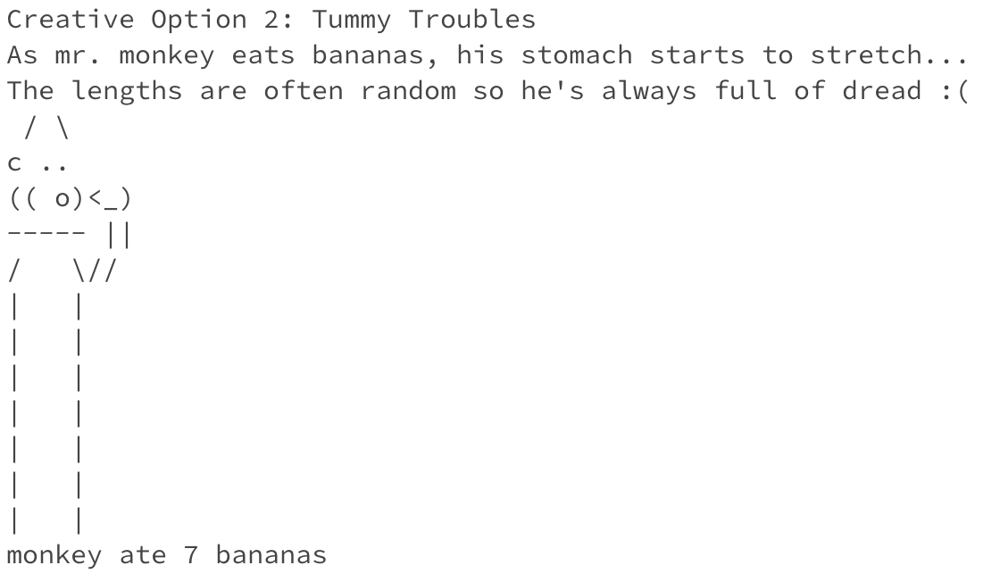 Creative Option 2: Tummy Troubles
As mr. monkey eats bananas, his stomach starts to stretch...
The lengths are often random so he's always full of dread :(
 / \
c ..
(( o)<_)
----- ||
/   \//
|   |
|   |
|   |
|   |
|   |
|   |
|   |
monkey ate 7 bananas